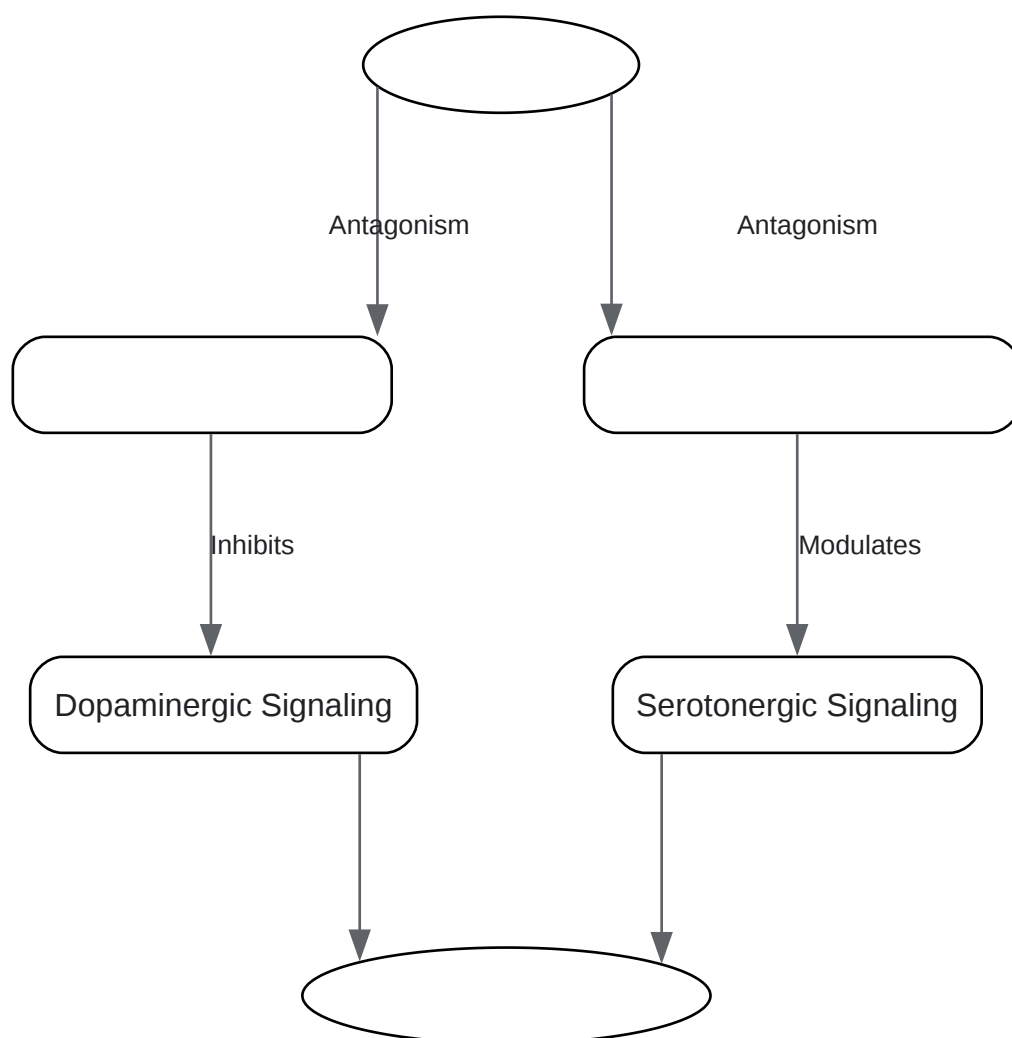 Antagonism
Antagonism
Inhibits
Modulates
Dopaminergic Signaling
Serotonergic Signaling